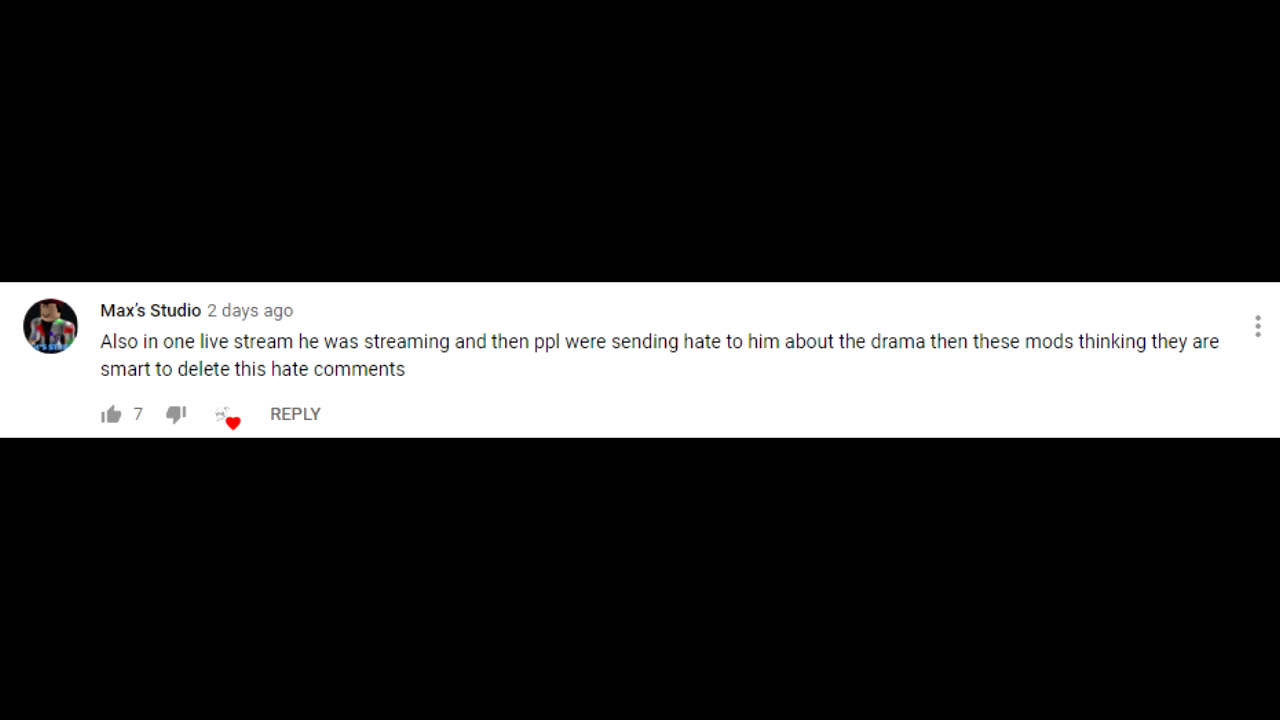 Max's Studio 2 days ago
Also in one live stream he was streaming and then ppl were sending hate to him about the drama then these mods thinking they are
smart to delete this hate comments
7 REPLY